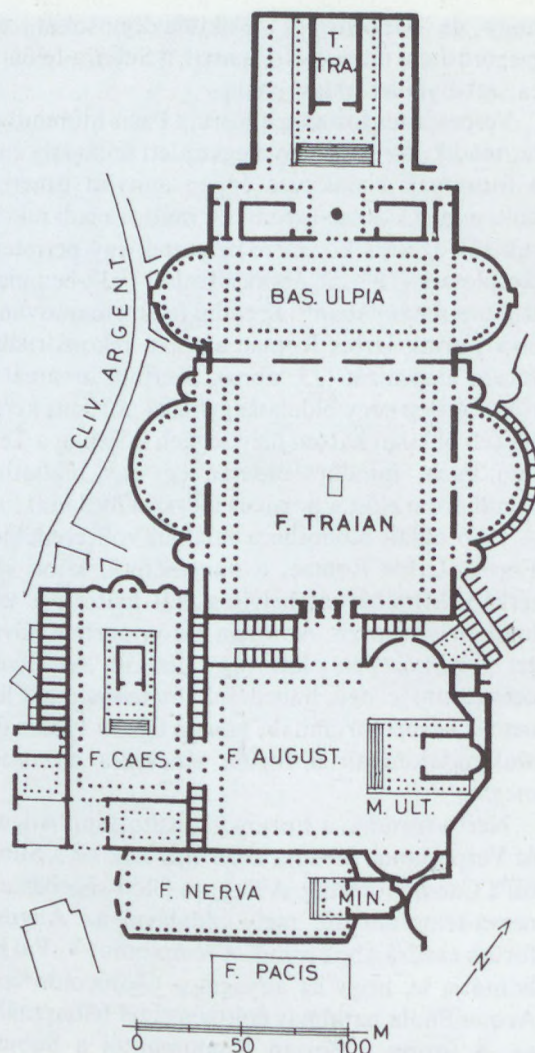 TRA.
BAS. ULPIA
CLIV. ARGENT.
F. TRAIAN
F. CAES.
F. AUGUST.
M. ULT.
F. NERVA
MIN.
F. PACIS
0 50 100 M